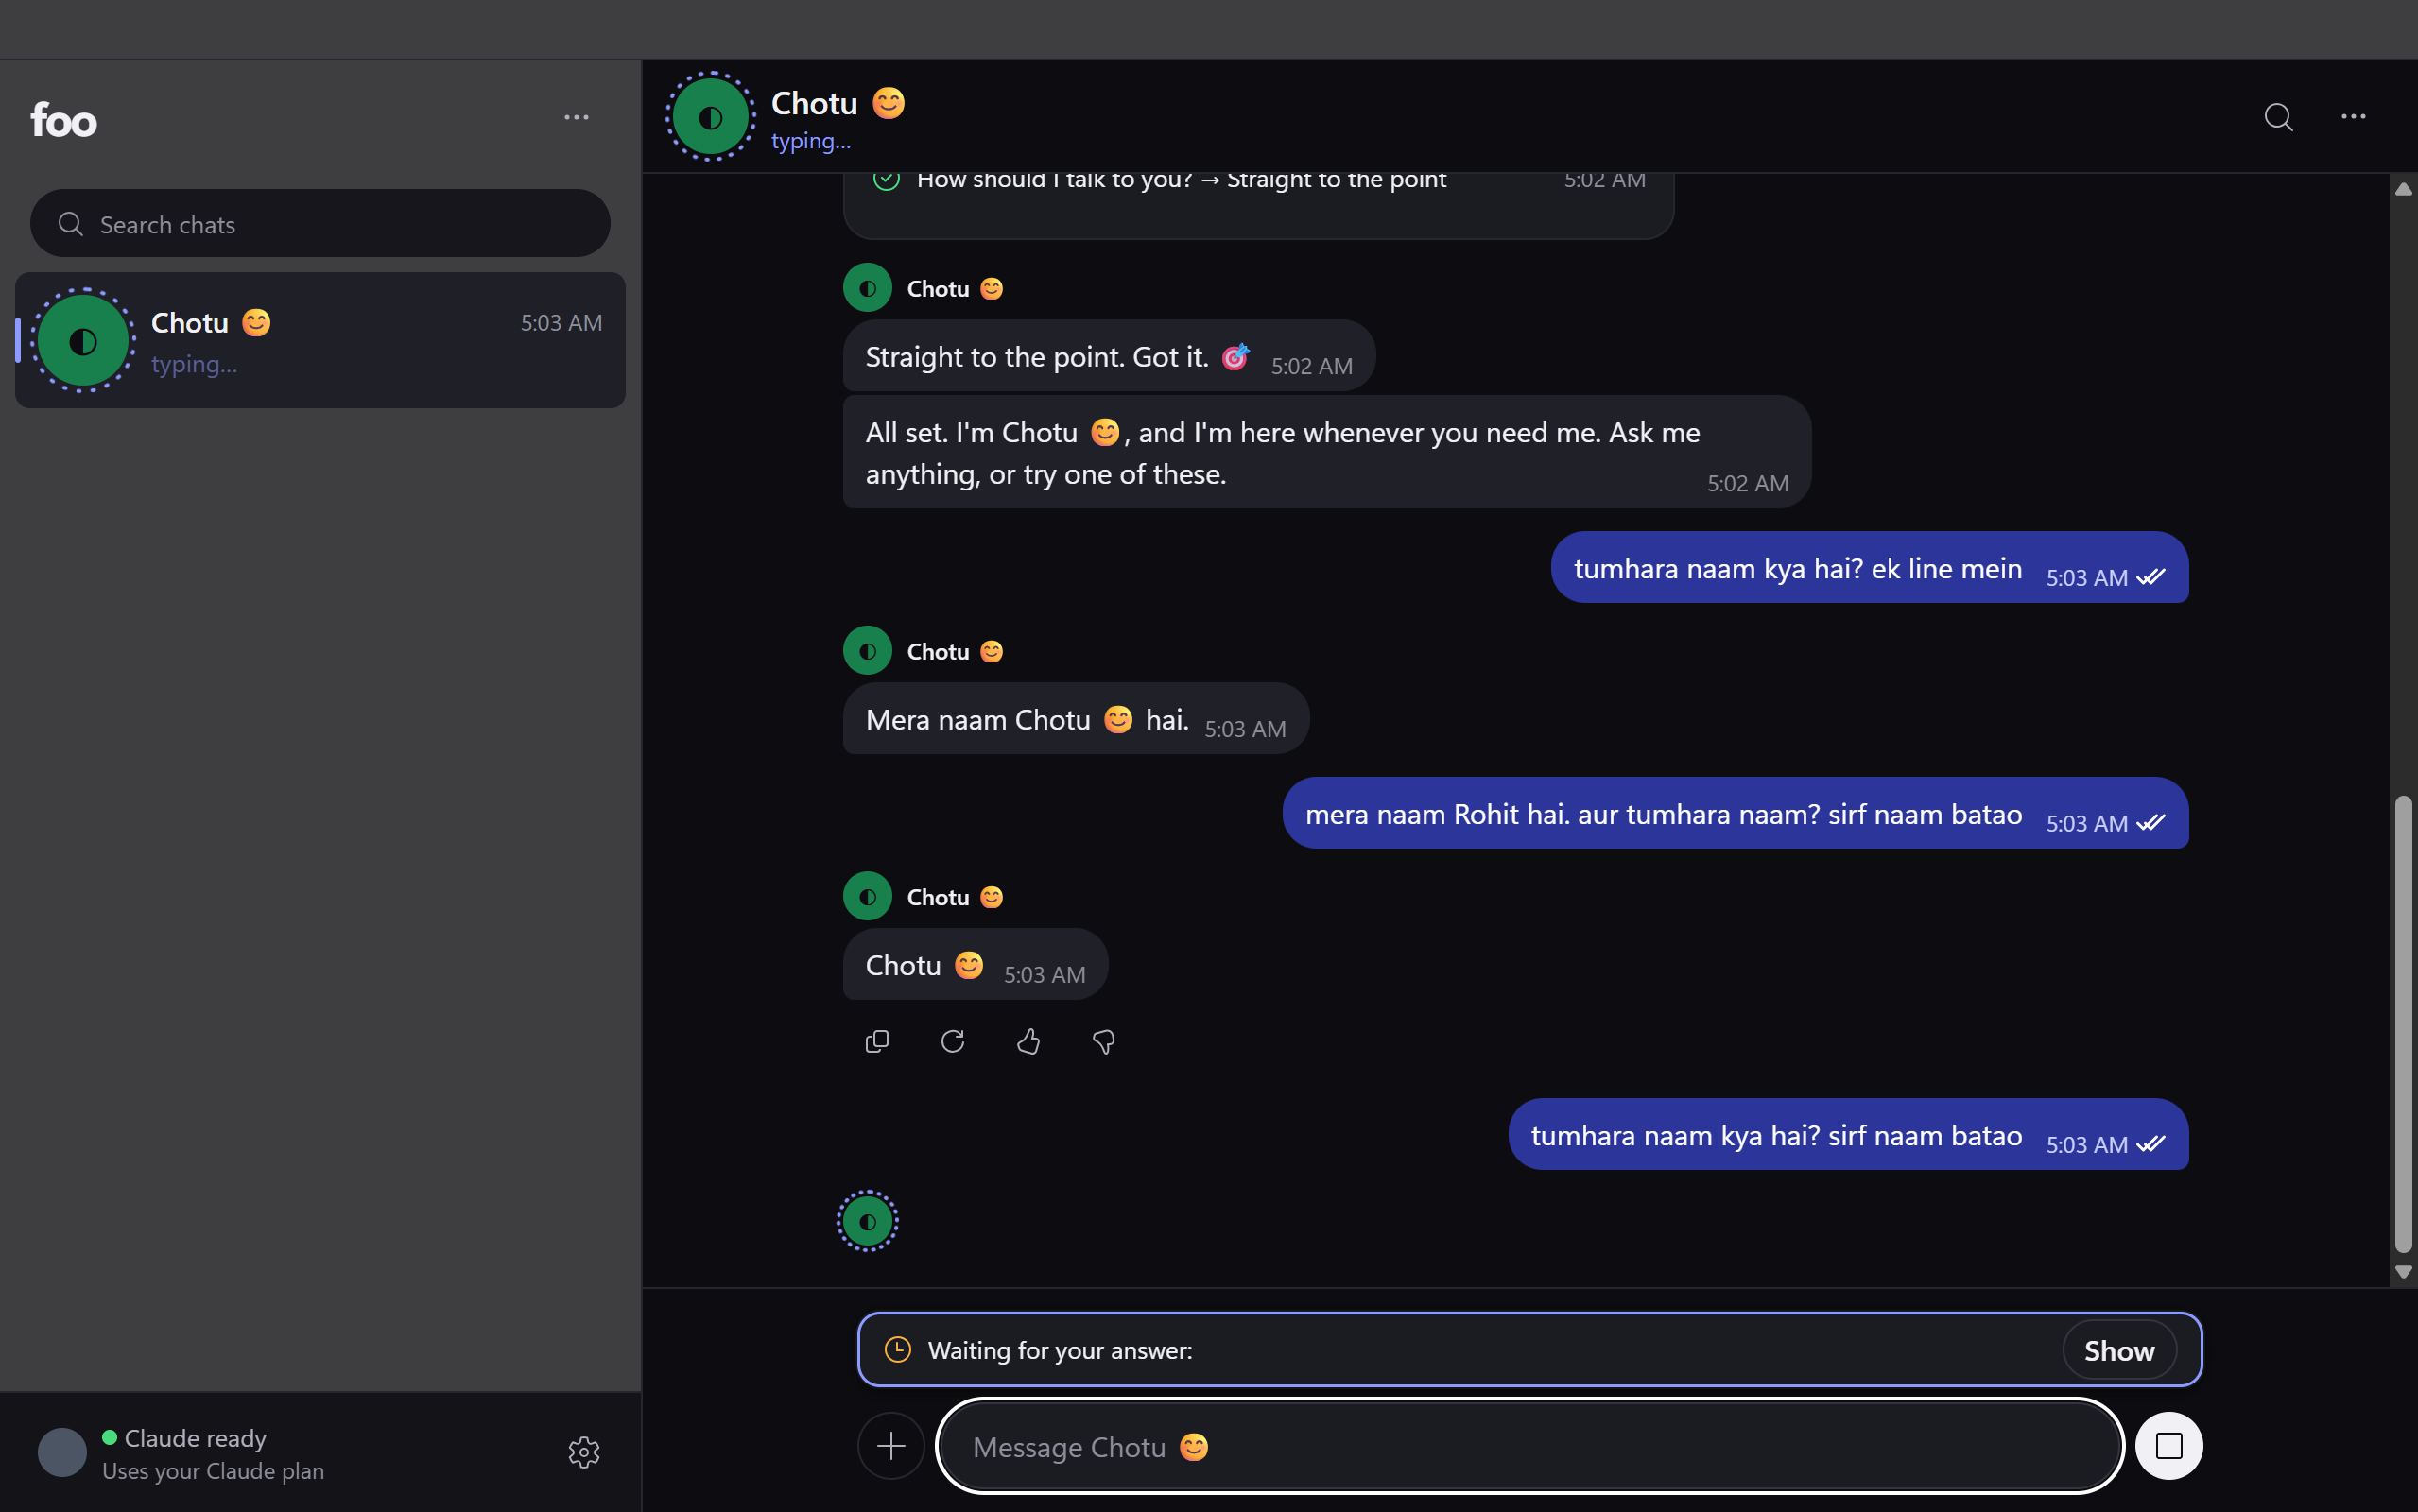 foo
Search chats
Chotu 😊
5:03 AM
typing...
Claude ready
Uses your Claude plan
Chotu 😊
typing...
How should I talk to you? → Straight to the point 5:02 AM
Chotu 😊
Straight to the point. Got it. 🎯 5:02 AM
All set. I'm Chotu 😊, and I'm here whenever you need me. Ask me
anything, or try one of these. 5:02 AM
tumhara naam kya hai? ek line mein 5:03 AM
Chotu 😊
Mera naam Chotu 😊 hai. 5:03 AM
mera naam Rohit hai. aur tumhara naam? sirf naam batao 5:03 AM
Chotu 😊
Chotu 😊 5:03 AM
tumhara naam kya hai? sirf naam batao 5:03 AM
Waiting for your answer: Show
Message Chotu 😊